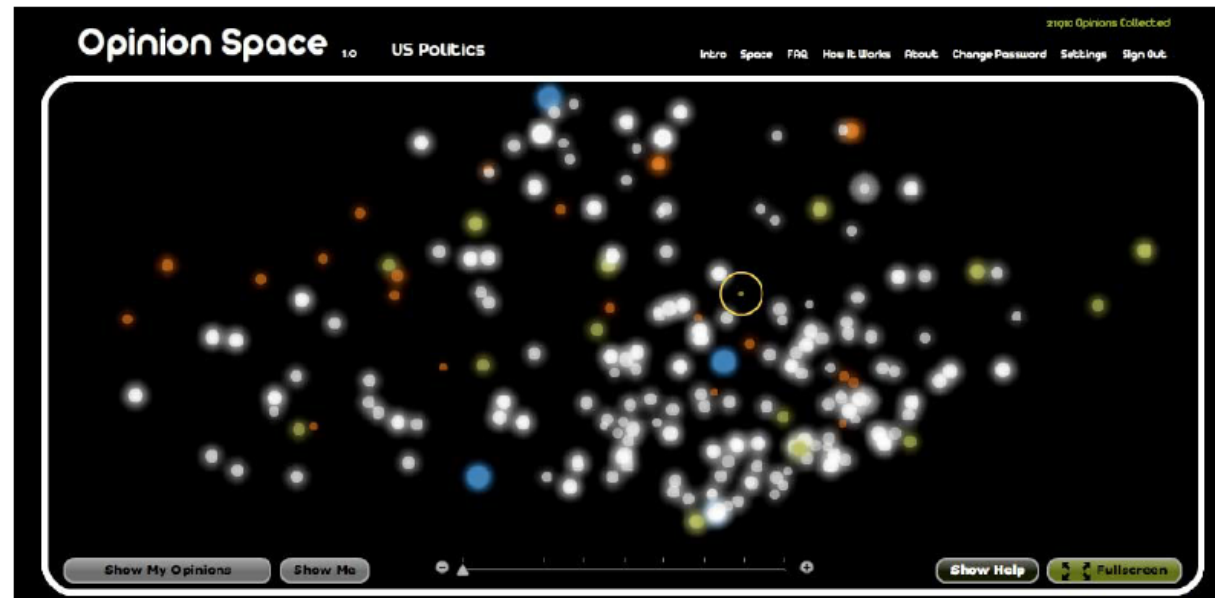 21910 Opinions Collected
Opinion Space 1.0 US Politics
Intro Space FAQ How It Works About Change Password Settings Sign Out
Show My Opinions Show Me Show Help Fullscreen